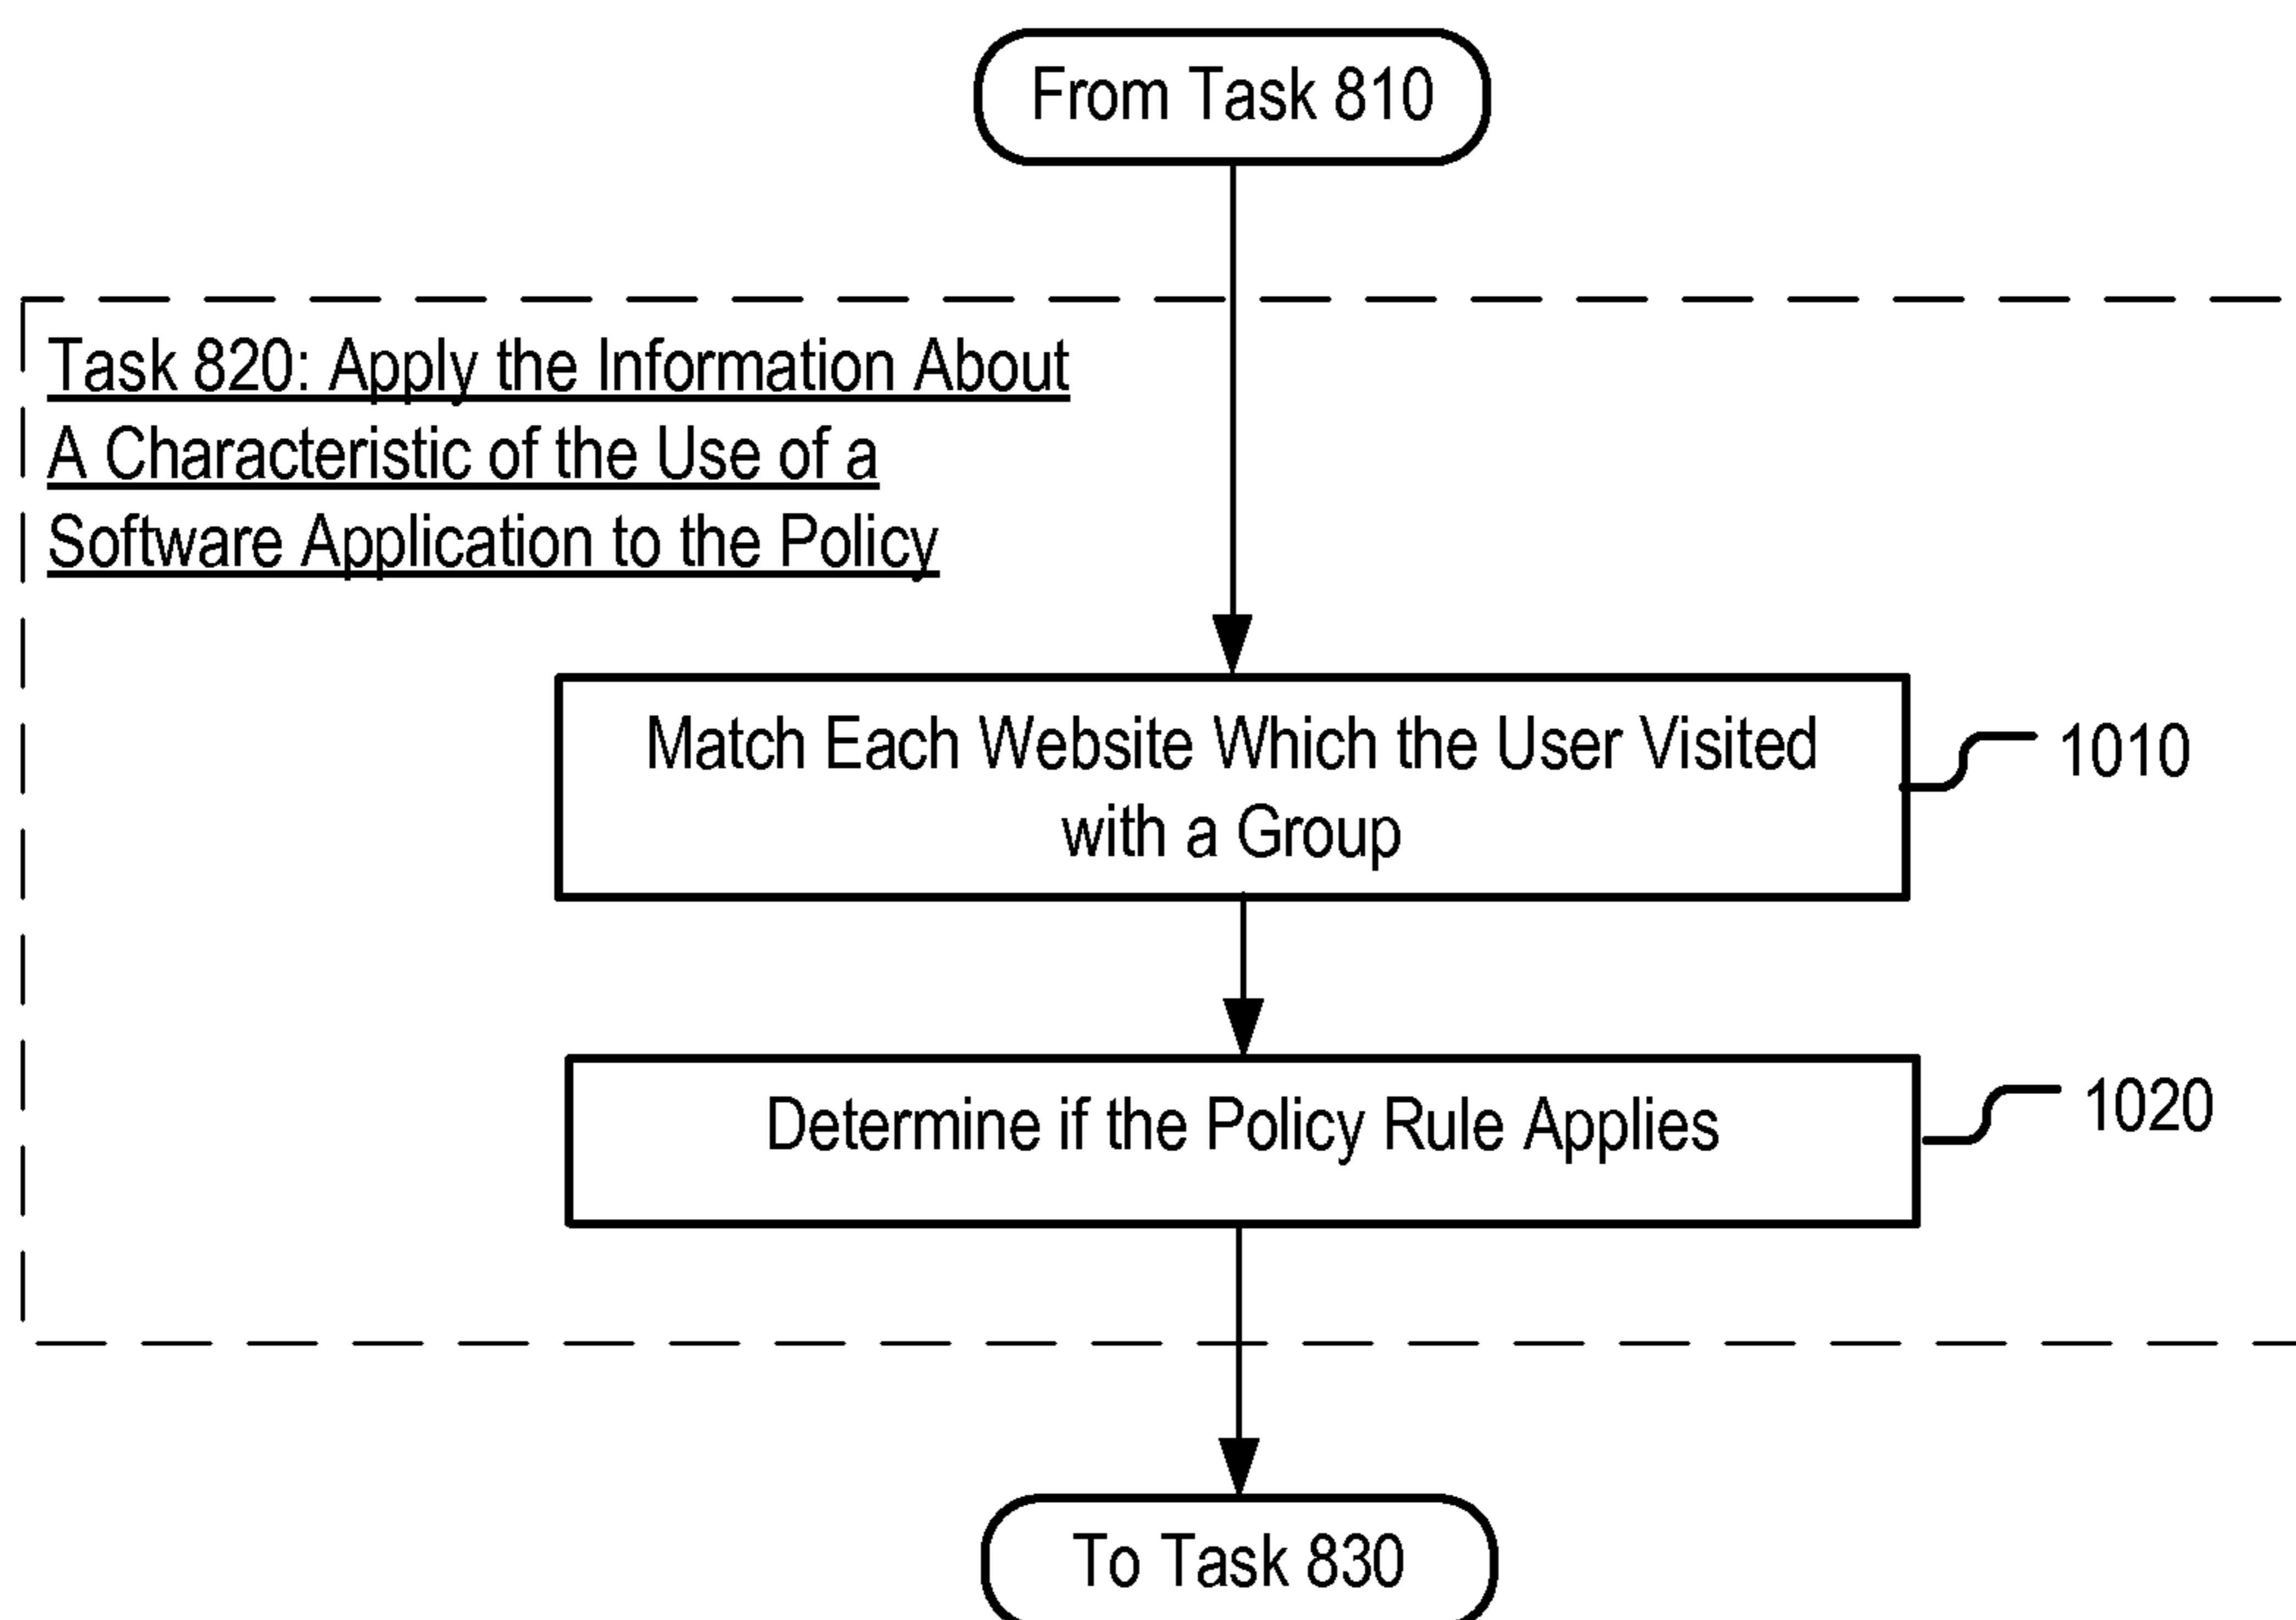 From Task 810
Task 820: Apply the Information About
A Characteristic of the Use of a
Software Application to the Policy
Match Each Website Which the User Visited
with a Group
1010
Determine if the Policy Rule Applies
1020
To Task 830